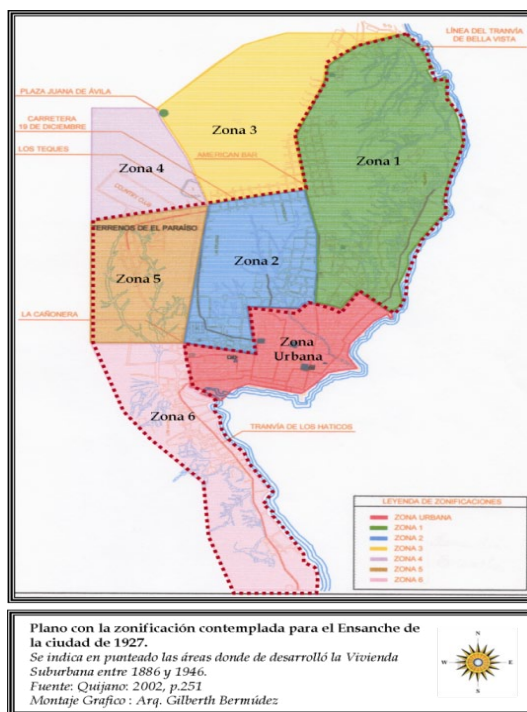 LÍNEA DEL TRANVÍA
DE BELLA VISTA
PLAZA JUANA DE ÁVILA
CARRETERA
19 DE DICIEMBRE
Zona 3
Zona 1
LOS TEQUES
Zona 4
AMERICAN BAR
TERRENOS DE EL PARAÍSO
Zona 2
Zona 5
LA CAÑONERA
Zona
Urbana
Zona 6
TRANVÍA DE LOS HATICOS
LEYENDA DE ZONIFICACIONES
ZONA URBANA
ZONA 1
ZONA 2
ZONA 3
ZONA 4
ZONA 5
ZONA 6
Plano con la zonificación contemplada para el Ensanche de
la ciudad de 1927.
Se indica en punteado las áreas donde de desarrolló la Vivienda
Suburbana entre 1886 y 1946.
Fuente: Quijano: 2002, p.251
Montaje Grafico : Arq. Gilberth Bermúdez
N
W
E
S